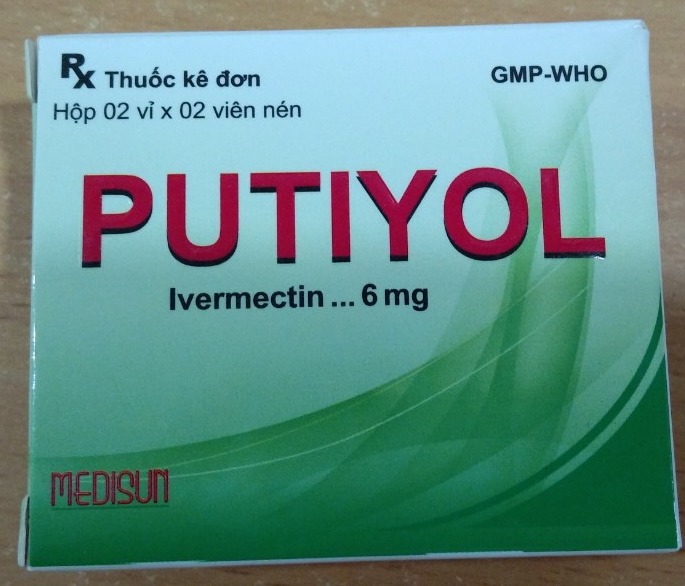 Rx Thuốc kê đơn
GMP-WHO
Hộp 02 vỉ x 02 viên nén
PUTIYOL
Ivermectin ... 6 mg
MEDISUN